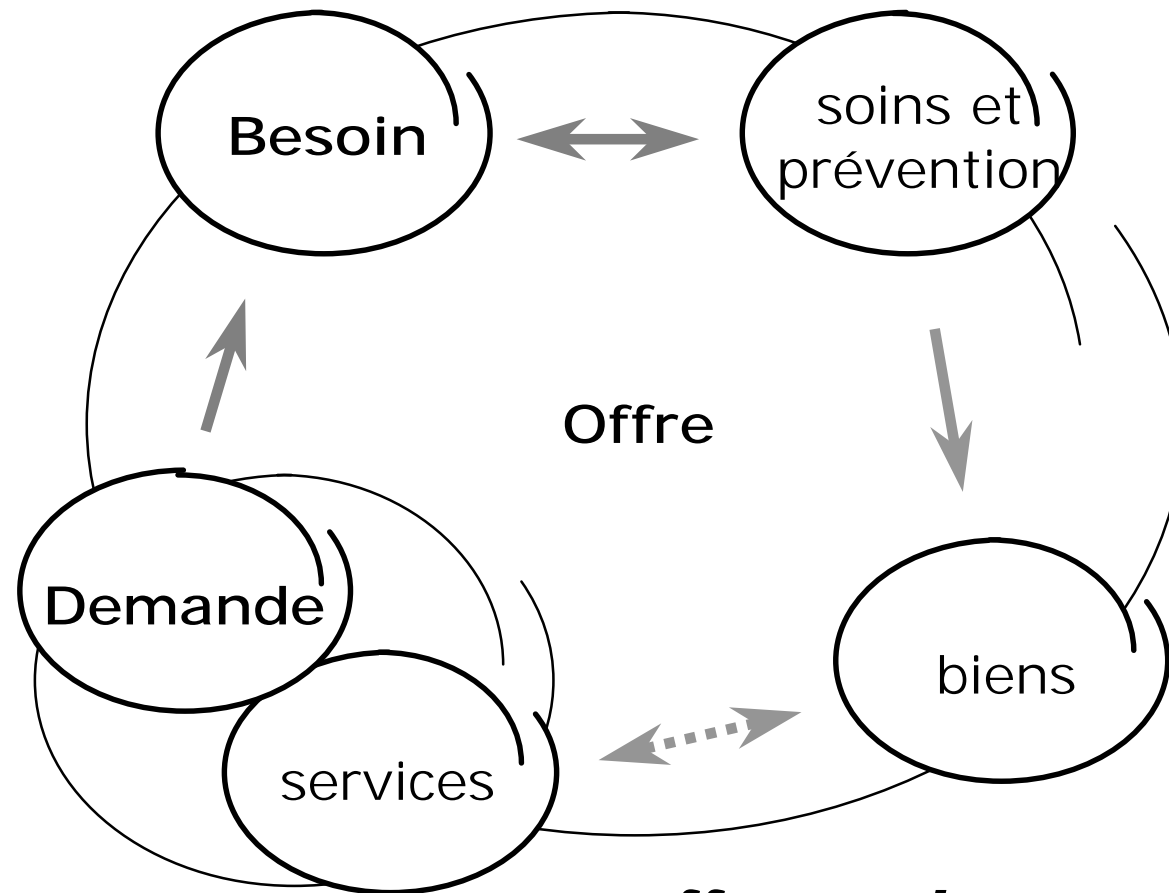 Besoin
soins et
prévention
Offre
Demande
biens
services